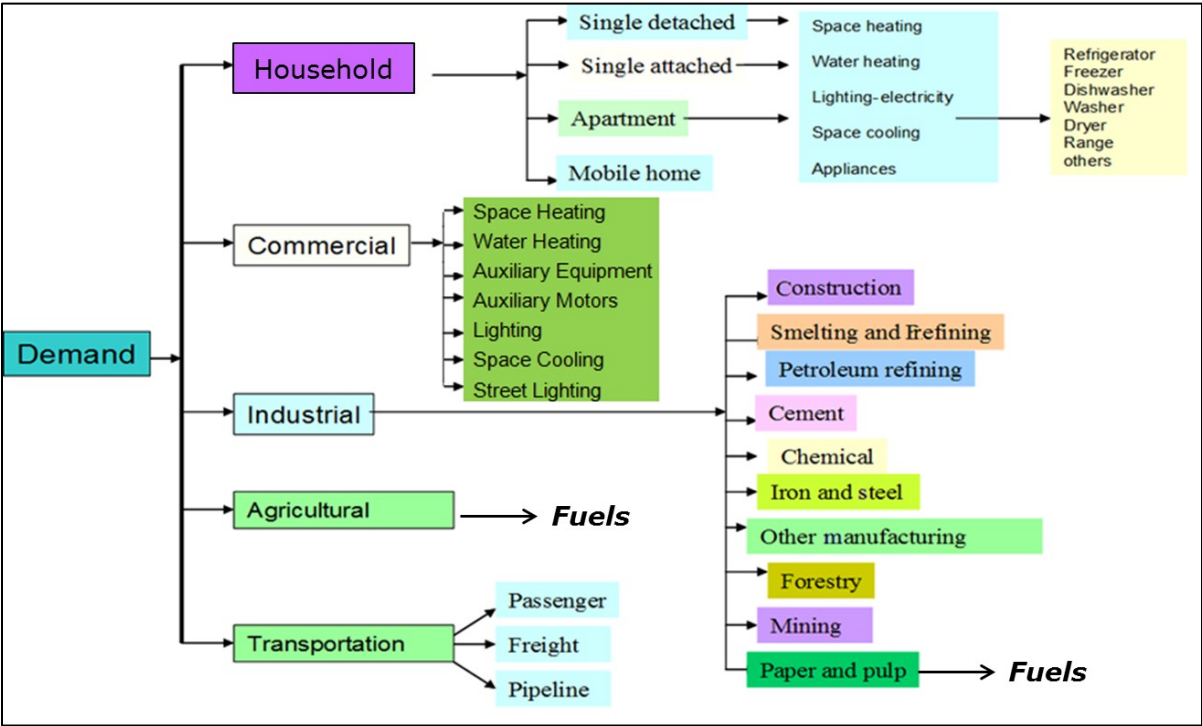 Demand
Household
Single detached
Single attached
Apartment
Mobile home
Space heating
Water heating
Lighting-electricity
Space cooling
Appliances
Refrigerator
Freezer
Dishwasher
Washer
Dryer
Range
others
Commercial
Space Heating
Water Heating
Auxiliary Equipment
Auxiliary Motors
Lighting
Space Cooling
Street Lighting
Industrial
Construction
Smelting and Frefining
Petroleum refining
Cement
Chemical
Iron and steel
Other manufacturing
Forestry
Mining
Paper and pulp
Fuels
Agricultural
Fuels
Transportation
Passenger
Freight
Pipeline